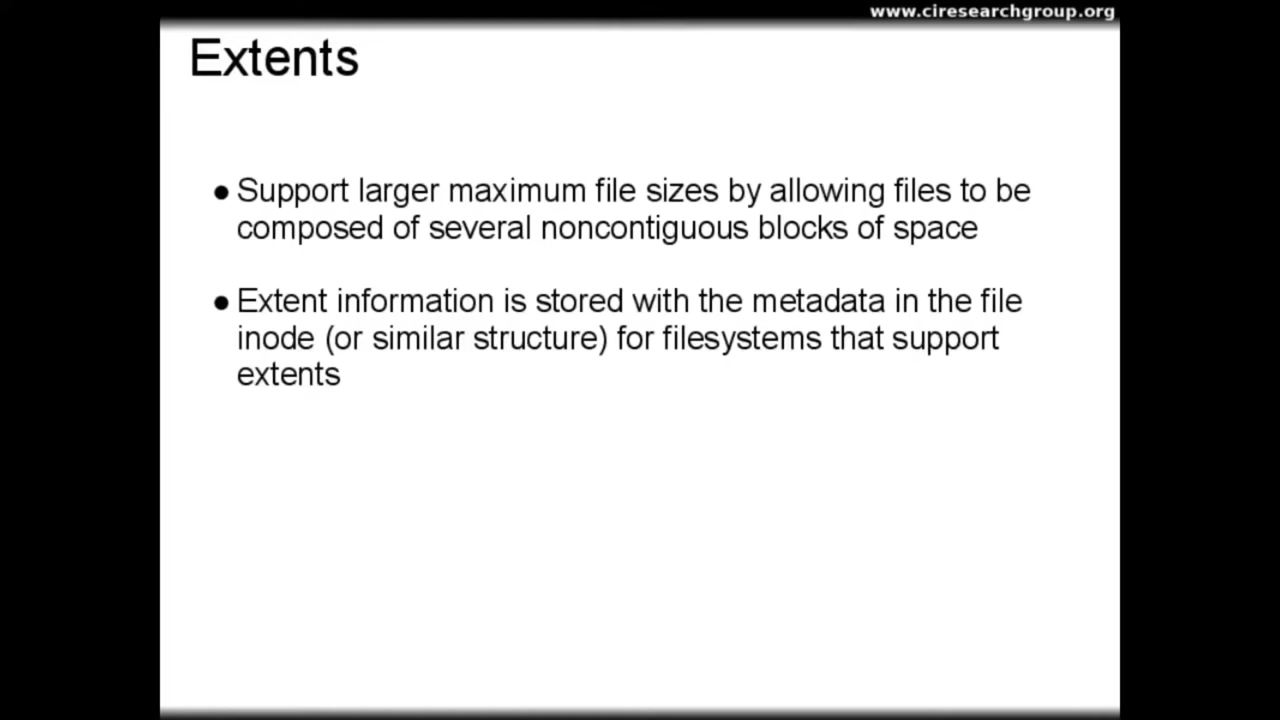 www.ciresearchgroup.org
Extents
● Support larger maximum file sizes by allowing files to be
composed of several noncontiguous blocks of space
● Extent information is stored with the metadata in the file
inode (or similar structure) for filesystems that support
extents